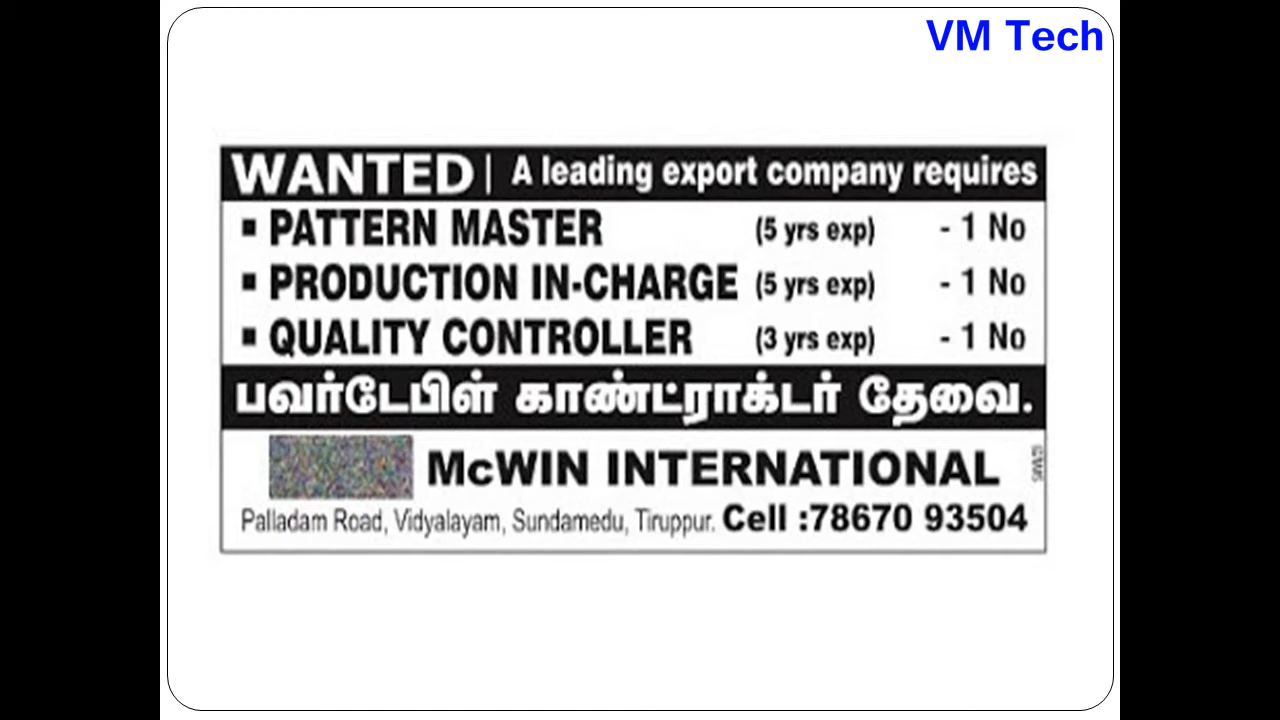 VM Tech
WANTED | A leading export company requires
▪ PATTERN MASTER (5 yrs exp) - 1 No
▪ PRODUCTION IN-CHARGE (5 yrs exp) - 1 No
▪ QUALITY CONTROLLER (3 yrs exp) - 1 No
பவர்டேபிள் காண்ட்ராக்டர் தேவை.
McWIN INTERNATIONAL
Palladam Road, Vidyalayam, Sundamedu, Tiruppur. Cell :78670 93504